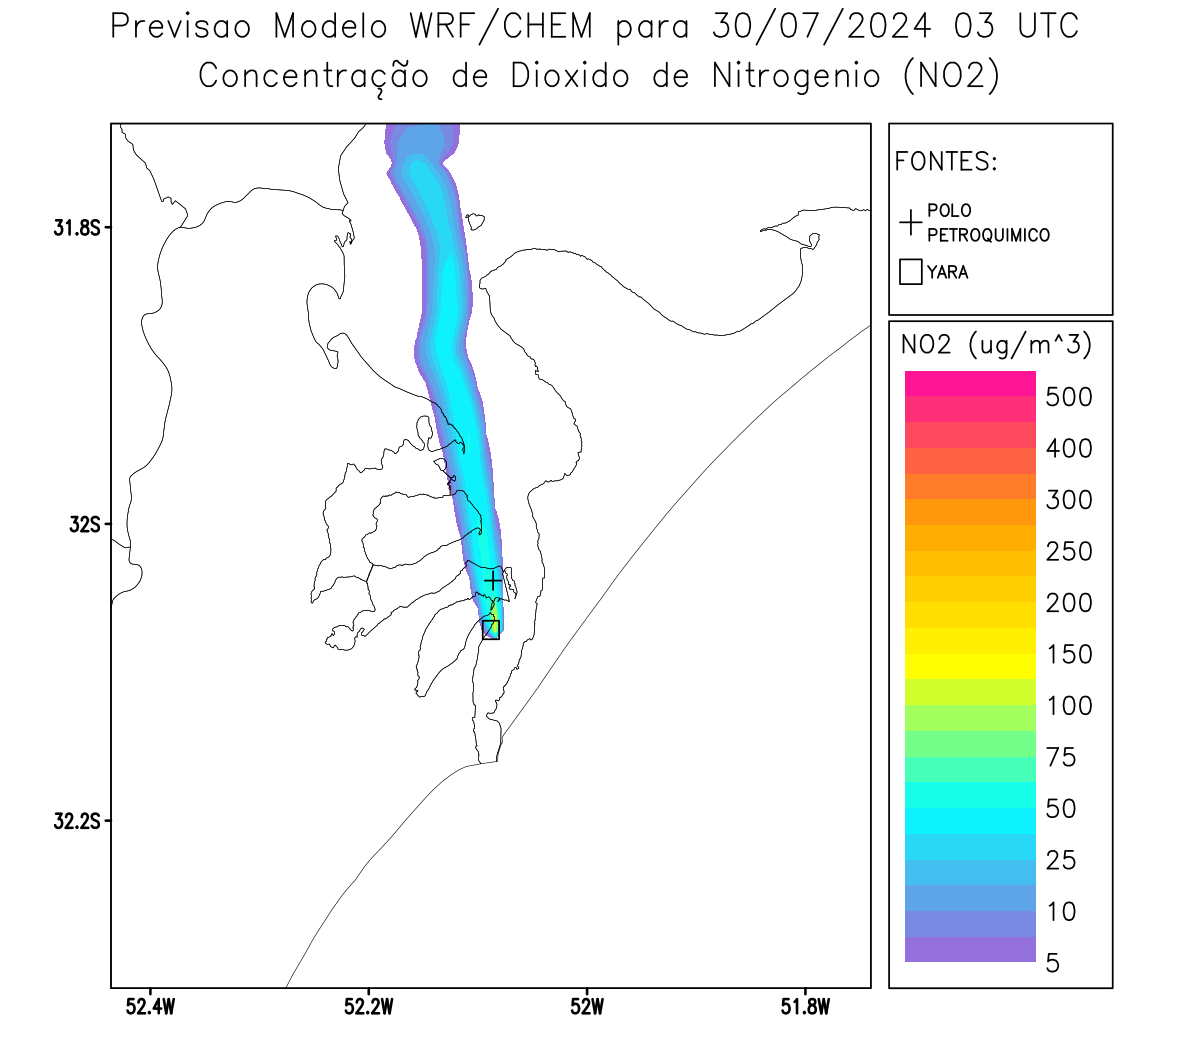 Previsao Modelo WRF/CHEM para 30/07/2024 03 UTC
Concentração de Dioxido de Nitrogenio (NO2)
FONTES:
POLO
PETROQUIMICO
YARA
31.8S
32S
32.2S
52.4W
52.2W
52W
51.8W
NO2 (ug/m^3)
500
400
300
250
200
150
100
75
50
25
10
5